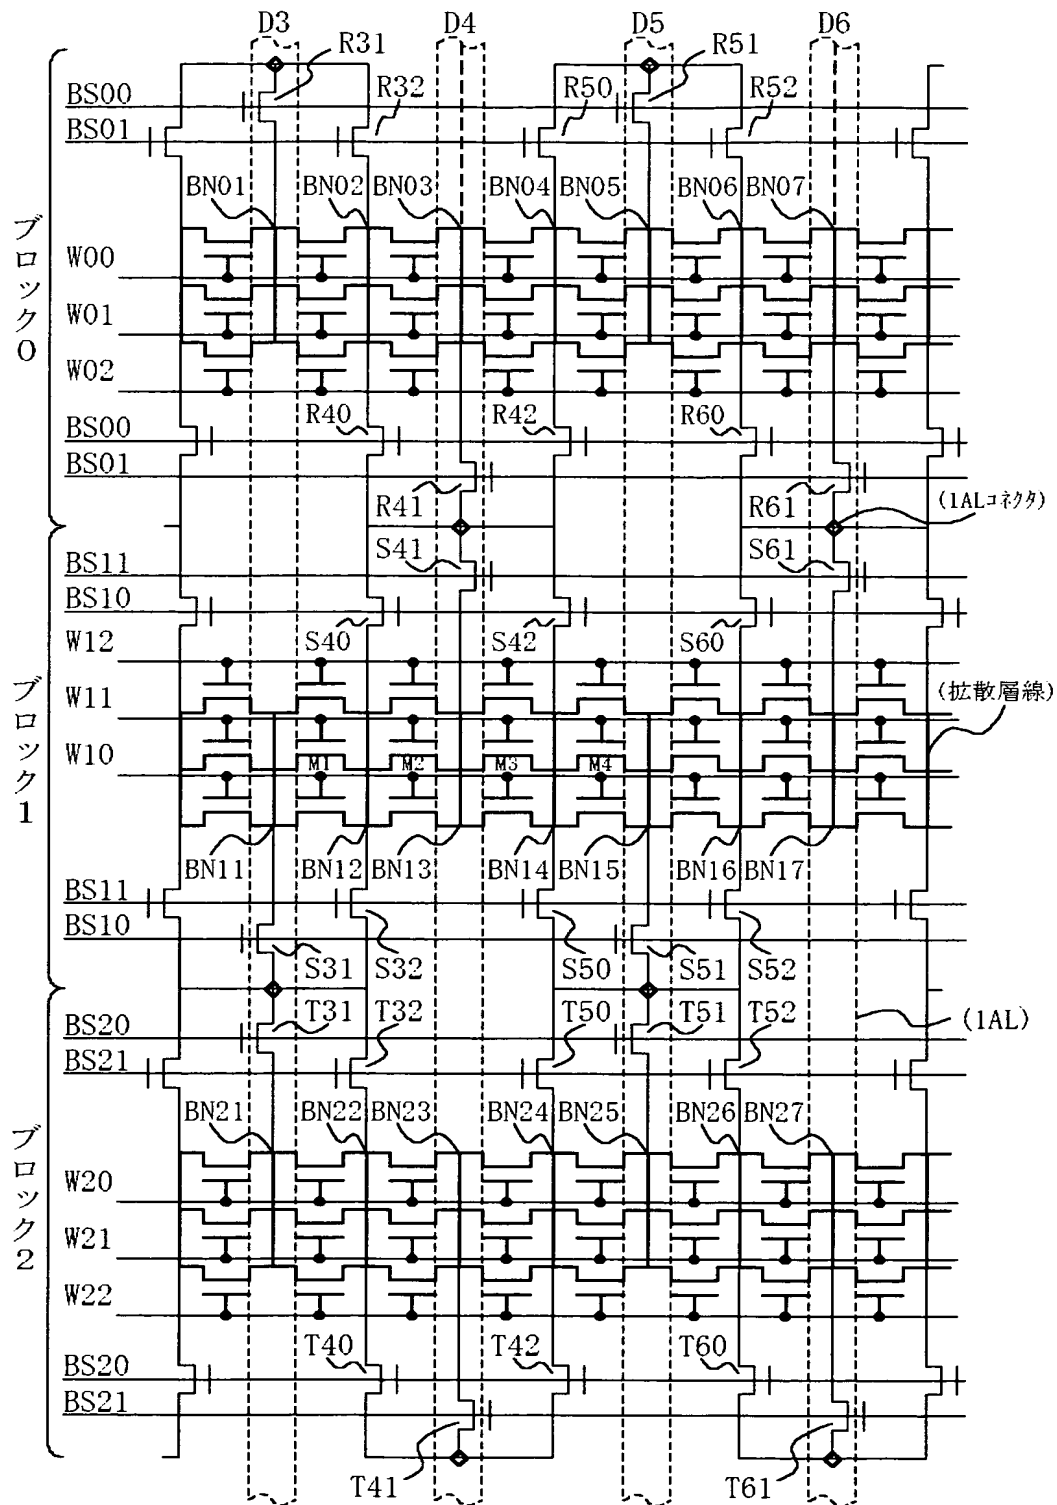 D3 D4 D5 D6
R31 R51
BS00
R32 R50 R52
BS01
BN01 BN02 BN03 BN04 BN05 BN06 BN07
ブロック0
W00
W01
W02
R40 R42 R60
BS00
BS01
R41 R61 (1ALコネクタ)
S41 S61
BS11
BS10
S40 S42 S60
W12
ブロック1
W11 (拡散層線)
W10
M1 M2 M3 M4
BN11 BN12 BN13 BN14 BN15 BN16 BN17
BS11
BS10
S31 S32 S50 S51 S52
T31 T32 T50 T51 T52 (1AL)
BS20
BS21
BN21 BN22 BN23 BN24 BN25 BN26 BN27
ブロック2
W20
W21
W22
T40 T42 T60
BS20
BS21
T41 T61